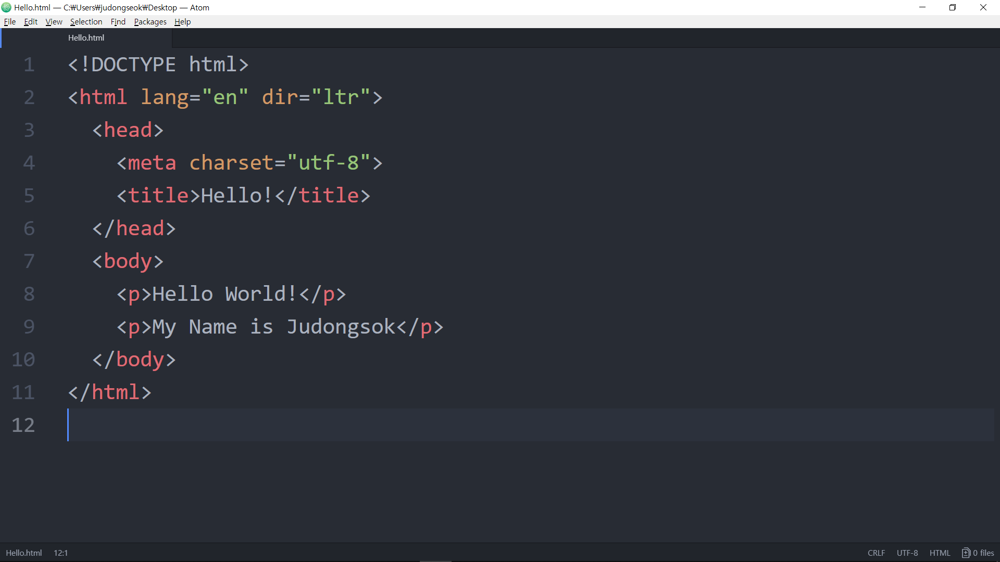 Hello.html — C:₩Users₩judongseok₩Desktop — Atom
File Edit View Selection Find Packages Help
Hello.html
1 <!DOCTYPE html>
2 <html lang="en" dir="ltr">
3   <head>
4     <meta charset="utf-8">
5     <title>Hello!</title>
6   </head>
7   <body>
8     <p>Hello World!</p>
9     <p>My Name is Judongsok</p>
10   </body>
11 </html>
12
Hello.html 12:1 CRLF UTF-8 HTML 0 files